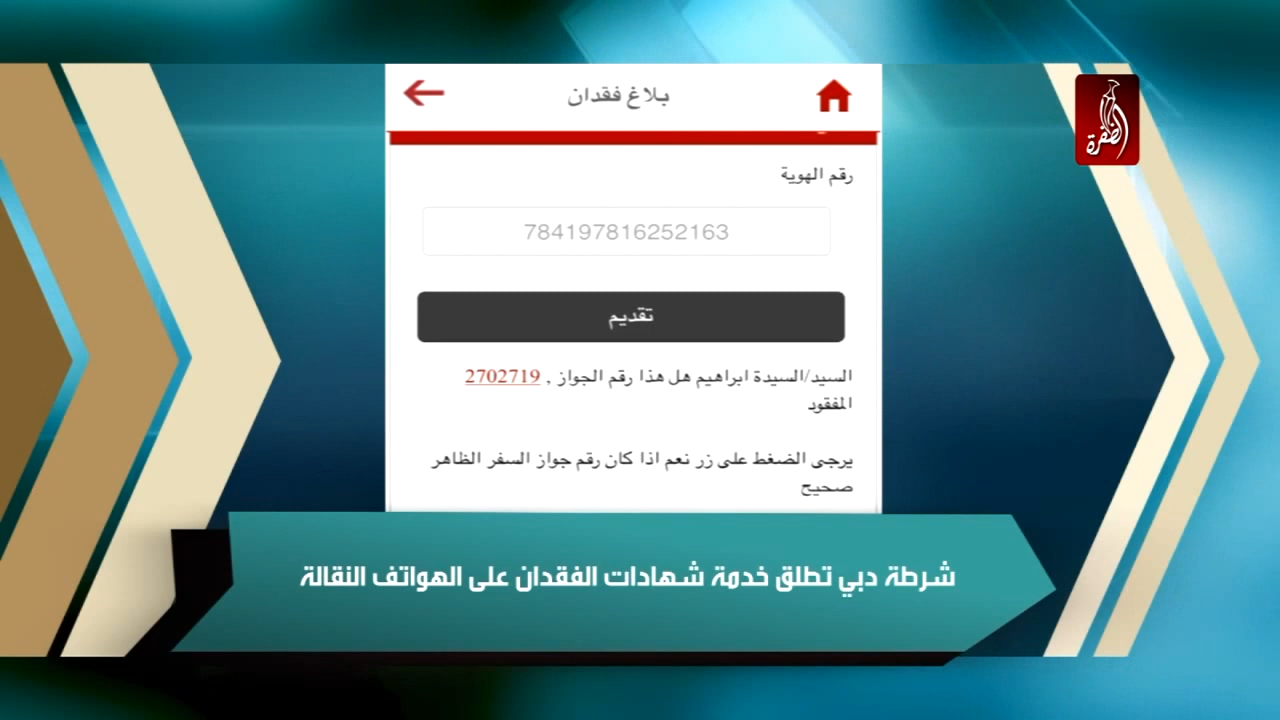 بلاغ فقدان
الظفرة
رقم الهوية
784197816252163
تقديم
السيد/السيدة ابراهيم هل هذا رقم الجواز , 2702719
المفقود
يرجى الضغط على زر نعم اذا كان رقم جواز السفر الظاهر
صحيح
شرطة دبي تطلق خدمة شهادات الفقدان على الهواتف النقالة